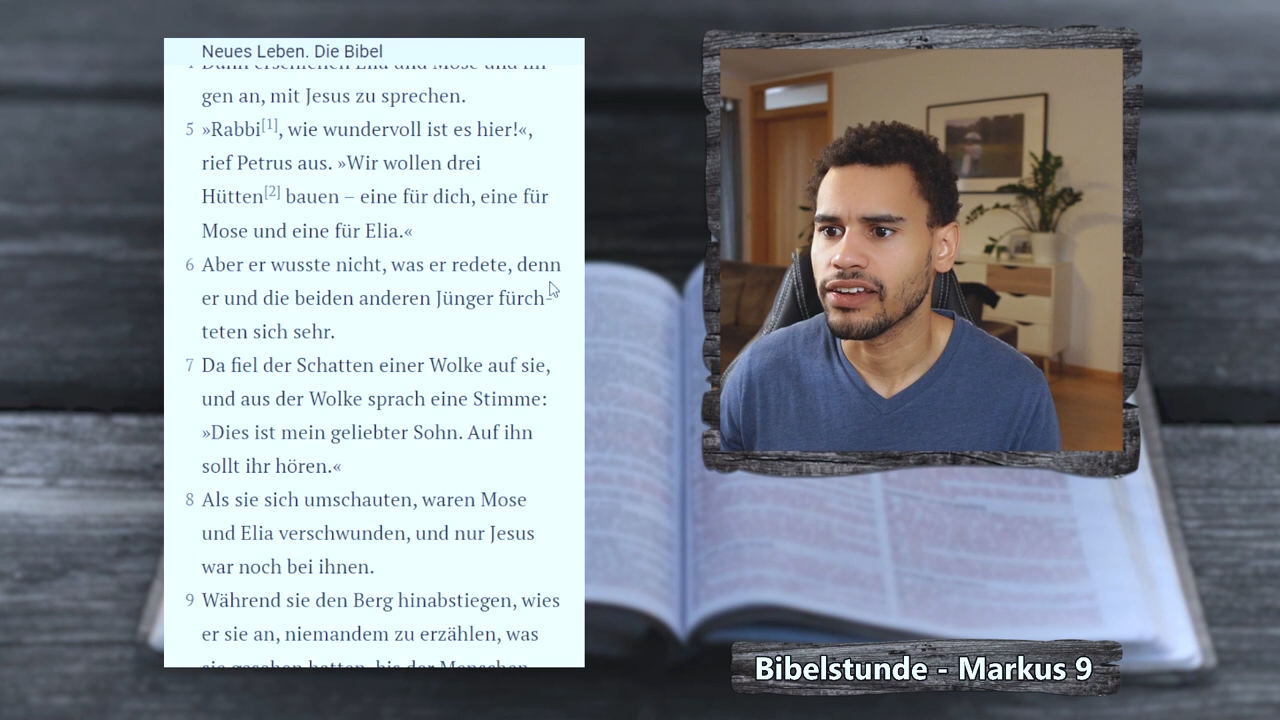 Neues Leben. Die Bibel
gen an, mit Jesus zu sprechen.
5 »Rabbi[1], wie wundervoll ist es hier!«,
rief Petrus aus. »Wir wollen drei
Hütten[2] bauen – eine für dich, eine für
Mose und eine für Elia.«
6 Aber er wusste nicht, was er redete, denn
er und die beiden anderen Jünger fürch-
teten sich sehr.
7 Da fiel der Schatten einer Wolke auf sie,
und aus der Wolke sprach eine Stimme:
»Dies ist mein geliebter Sohn. Auf ihn
sollt ihr hören.«
8 Als sie sich umschauten, waren Mose
und Elia verschwunden, und nur Jesus
war noch bei ihnen.
9 Während sie den Berg hinabstiegen, wies
er sie an, niemandem zu erzählen, was
Bibelstunde - Markus 9